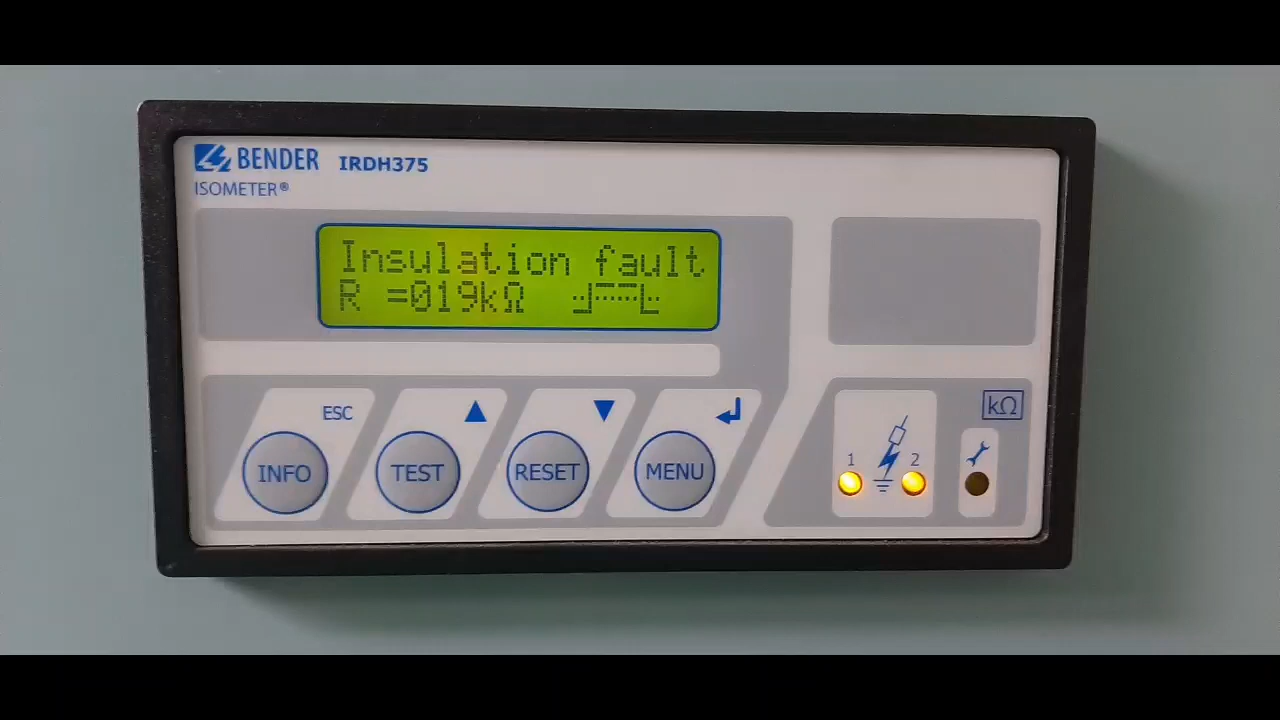 BENDER IRDH375
ISOMETER®
Insulation fault
R =019kΩ
ESC
INFO
TEST
RESET
MENU
kΩ
1 2